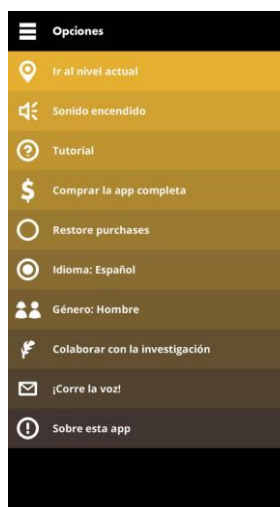 Opciones
Ir al nivel actual
Sonido encendido
Tutorial
Comprar la app completa
Restore purchases
Idioma: Español
Género: Hombre
Colaborar con la investigación
¡Corre la voz!
Sobre esta app